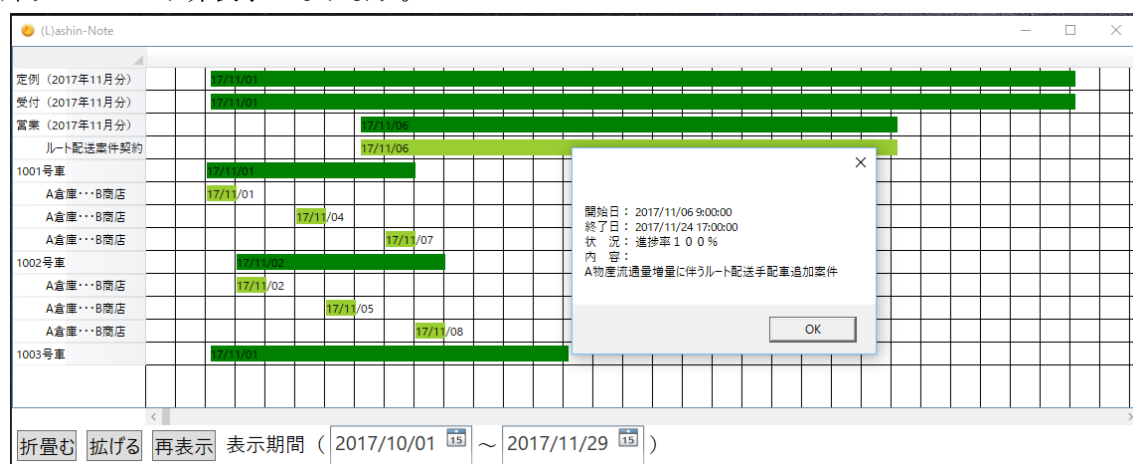 (L)ashin-Note
定例（2017年11月分） 17/11/01
受付（2017年11月分） 17/11/01
営業（2017年11月分） 17/11/06
ルート配送案件契約 17/11/06
1001号車 17/11/01
A倉庫･･･B商店 17/11/01
A倉庫･･･B商店 17/11/04
A倉庫･･･B商店 17/11/07
1002号車 17/11/02
A倉庫･･･B商店 17/11/02
A倉庫･･･B商店 17/11/05
A倉庫･･･B商店 17/11/08
1003号車 17/11/01
開始日： 2017/11/06 9:00:00
終了日： 2017/11/24 17:00:00
状　況： 進捗率１００％
内　容：
A物産流通量増量に伴うルート配送手配車追加案件
OK
折畳む 拡げる 再表示 表示期間（ 2017/10/01 15 ～ 2017/11/29 15 ）